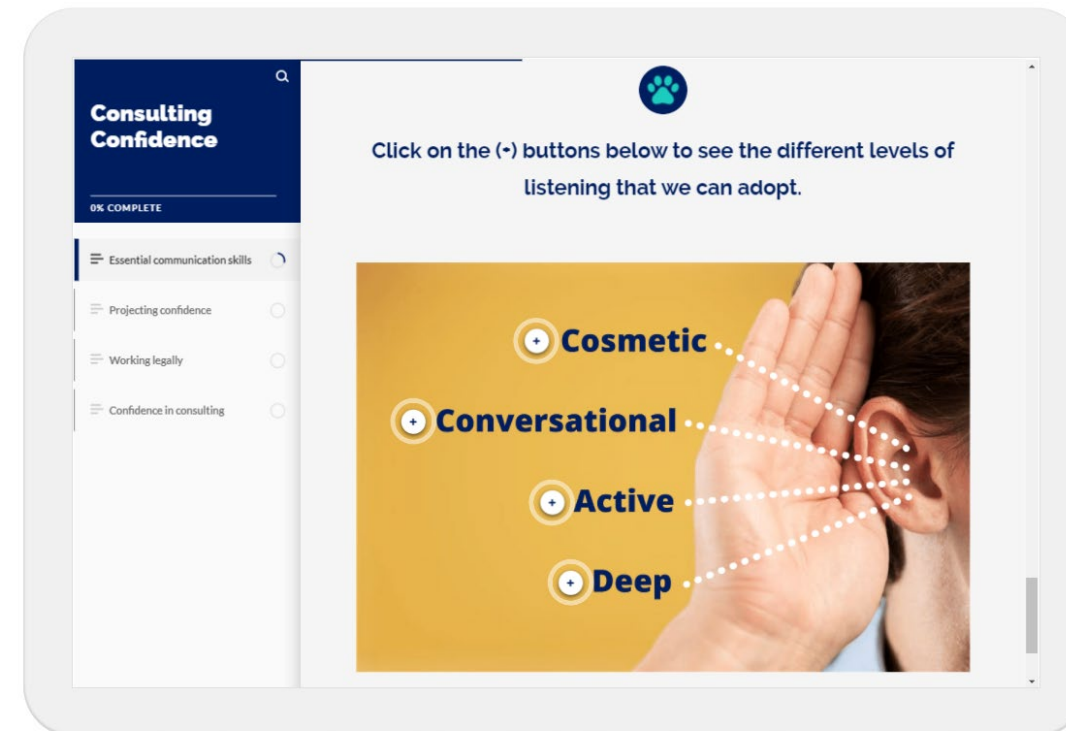 Consulting
Confidence
0% COMPLETE
Essential communication skills
Projecting confidence
Working legally
Confidence in consulting
Click on the (+) buttons below to see the different levels of
listening that we can adopt.
+ Cosmetic
+ Conversational
+ Active
+ Deep